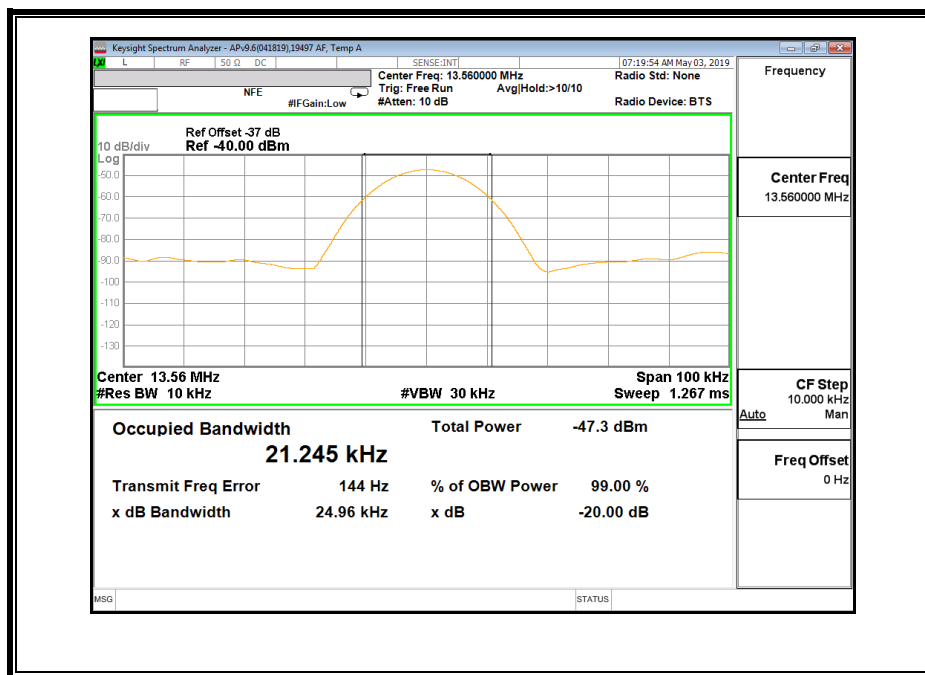 Keysight Spectrum Analyzer - APv9.6(041819),19497 AF, Temp A
LXI L RF 50 Ω DC SENSE:INT 07:19:54 AM May 03, 2019
Center Freq: 13.560000 MHz Radio Std: None
NFE Trig: Free Run Avg|Hold:>10/10
#IFGain:Low #Atten: 10 dB Radio Device: BTS
Frequency
Ref Offset -37 dB
10 dB/div Ref -40.00 dBm
Log
-50.0
-60.0
-70.0
-80.0
-90.0
-100
-110
-120
-130
Center 13.56 MHz Span 100 kHz
#Res BW 10 kHz #VBW 30 kHz Sweep 1.267 ms
Center Freq
13.560000 MHz
CF Step
10.000 kHz
Auto Man
Freq Offset
0 Hz
Occupied Bandwidth Total Power -47.3 dBm
21.245 kHz
Transmit Freq Error 144 Hz % of OBW Power 99.00 %
x dB Bandwidth 24.96 kHz x dB -20.00 dB
MSG STATUS